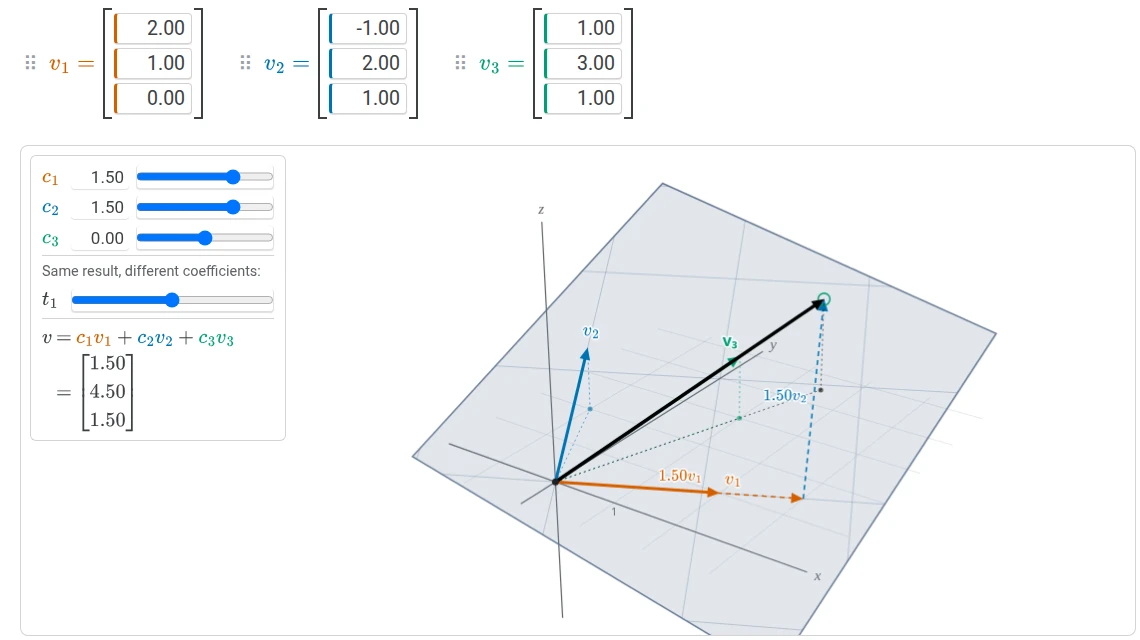 v1 = [2.00 1.00 0.00] v2 = [-1.00 2.00 1.00] v3 = [1.00 3.00 1.00]
c1 1.50
c2 1.50
c3 0.00
Same result, different coefficients:
t1
v = c1v1 + c2v2 + c3v3
= [1.50 4.50 1.50]
z
v2
v3
y
1.50v2
1.50v1
v1
1
x